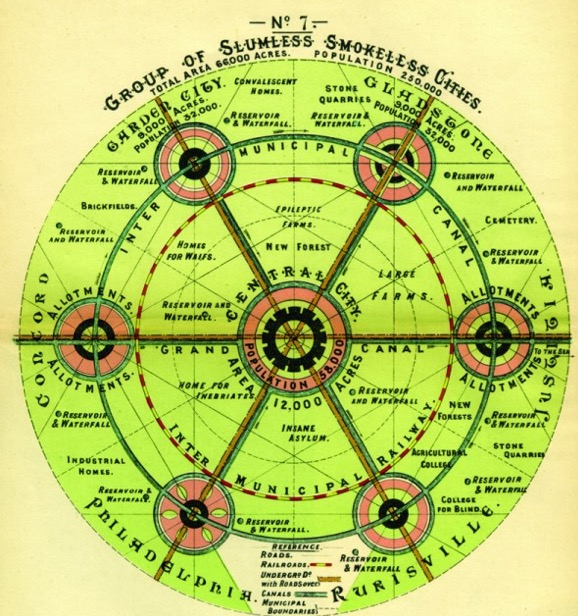 — Nº 7. —
GROUP OF SLUMLESS SMOKELESS CITIES.
TOTAL AREA 66,000 ACRES. POPULATION 250,000
GARDEN CITY.
9,000 ACRES.
POPULATION 32,000.
CONVALESCENT
HOMES.
STONE
QUARRIES
GLADSTONE
9,000 ACRES
POPULATION
32,000
RESERVOIR
& WATERFALL.
RESERVOIR
& WATERFALL.
INTER MUNICIPAL CANAL
RESERVOIR
& WATERFALL
RESERVOIR
AND WATERFALL
BRICKFIELDS.
EPILEPTIC
FARMS.
CEMETERY.
RESERVOIR
AND WATERFALL
HOMES
FOR WAIFS.
NEW FOREST
RESERVOIR
& WATERFALL.
LARGE
FARMS.
CONCORD
ALLOTMENTS.
RESERVOIR AND
WATERFALL.
CENTRAL CITY.
ALLOTMENTS
JUSTITIA
GRAND CANAL
TO THE SEA
POPULATION 58,000
AREA 12,000 ACRES
ALLOTMENTS.
ALLOTMENTS
HOME FOR
INEBRIATES.
RESERVOIR
AND WATERFALL
NEW
FORESTS
RESERVOIR
& WATERFALL
RESERVOIR
& WATERFALL.
INSANE
ASYLUM.
STONE
QUARRIES
INTER MUNICIPAL RAILWAY.
AGRICULTURAL
COLLEGE
INDUSTRIAL
HOMES.
RESERVOIR
& WATERFALL
RESERVOIR
& WATERFALL.
COLLEGE
FOR BLIND.
PHILADELPHIA
RESERVOIR
& WATERFALL.
RURISVILLE.
REFERENCE.
ROADS.
RAILROADS.
UNDERGRD Dº
with ROADS over
CANALS
MUNICIPAL
BOUNDARIES
RESERVOIR
& WATERFALL